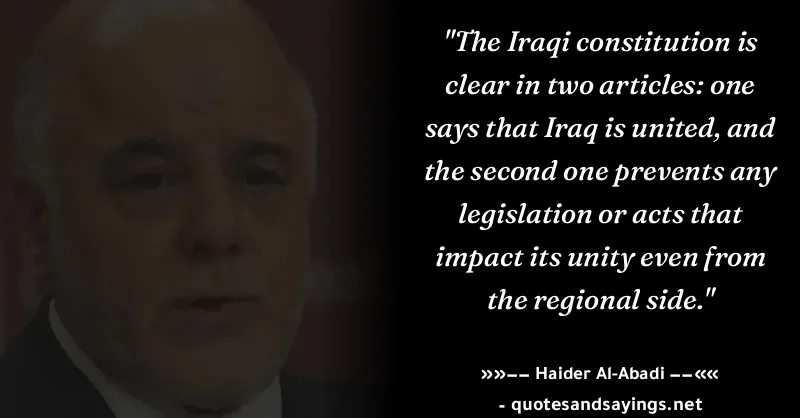 "The Iraqi constitution is
clear in two articles: one
says that Iraq is united, and
the second one prevents any
legislation or acts that
impact its unity even from
the regional side."
»»–– Haider Al-Abadi ––««
- quotesandsayings.net